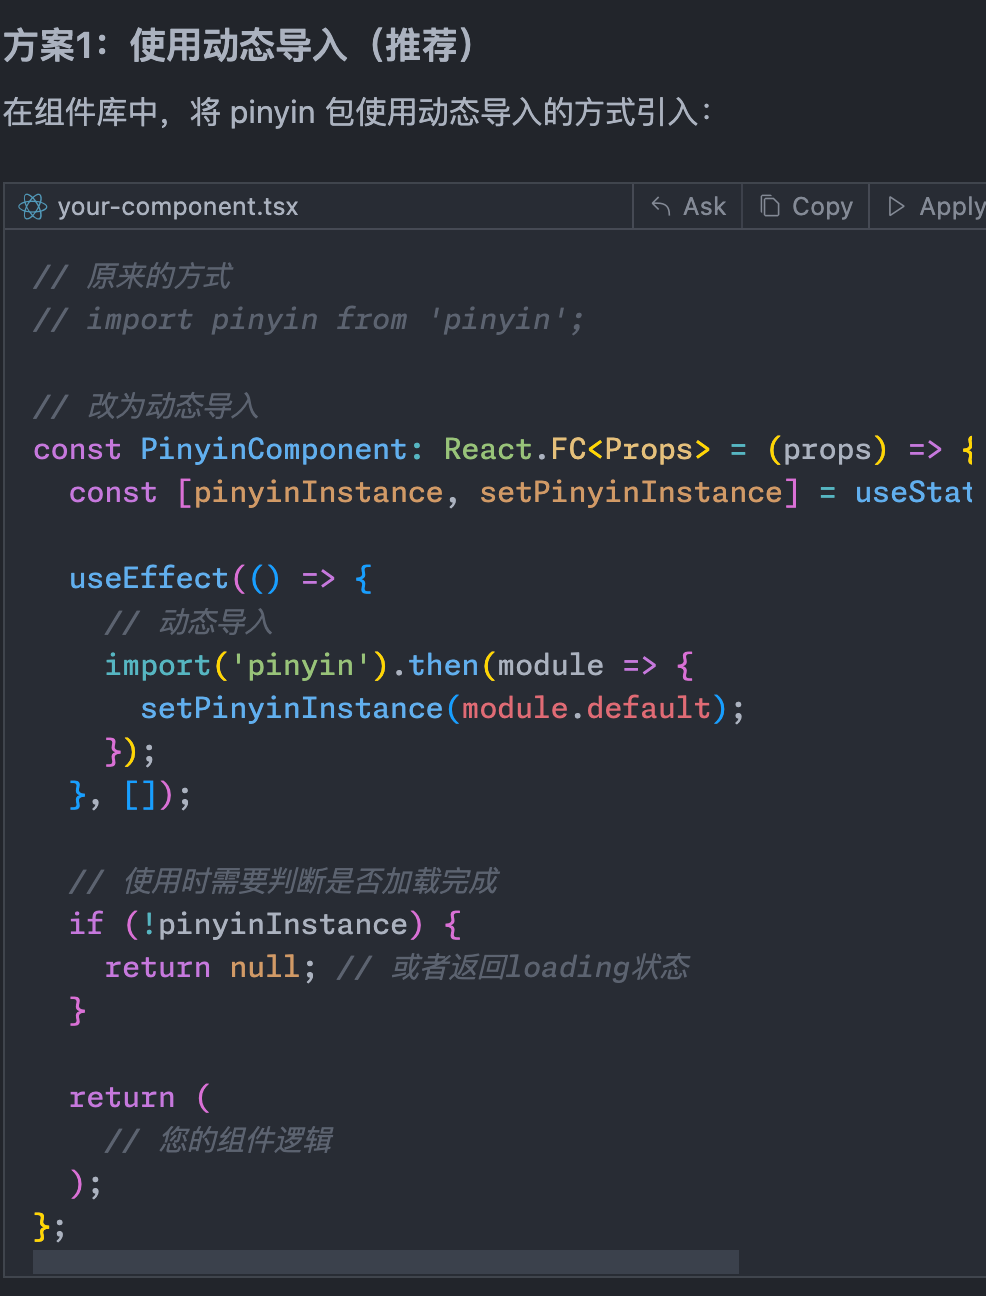 方案1：使用动态导入（推荐）
在组件库中，将 pinyin 包使用动态导入的方式引入：
your-component.tsx Ask Copy Apply
// 原来的方式
// import pinyin from 'pinyin';
// 改为动态导入
const PinyinComponent: React.FC<Props> = (props) => {
const [pinyinInstance, setPinyinInstance] = useStat
useEffect(() => {
// 动态导入
import('pinyin').then(module => {
setPinyinInstance(module.default);
});
}, []);
// 使用时需要判断是否加载完成
if (!pinyinInstance) {
return null; // 或者返回loading状态
}
return (
// 您的组件逻辑
);
};